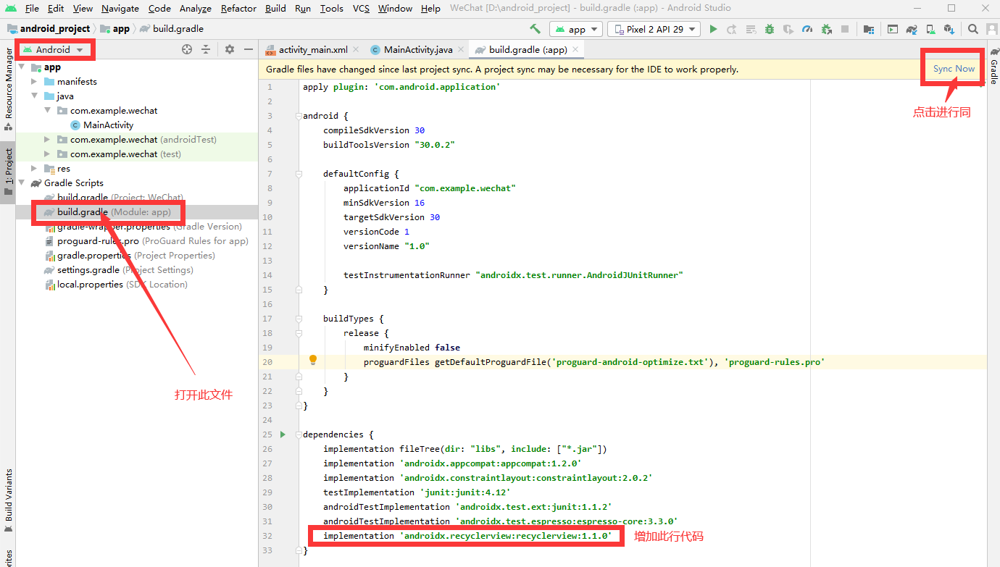 File Edit View Navigate Code Analyze Refactor Build Run Tools VCS Window Help WeChat [D:\android_project] - build.gradle (:app) - Android Studio
android_project app build.gradle app Pixel 2 API 29
Android
activity_main.xml MainActivity.java build.gradle (:app)
Gradle files have changed since last project sync. A project sync may be necessary for the IDE to work properly. Sync Now
点击进行同
Resource Manager
1: Project
Build Variants
Gradle
app
manifests
java
com.example.wechat
MainActivity
com.example.wechat (androidTest)
com.example.wechat (test)
res
Gradle Scripts
build.gradle (Project: WeChat)
build.gradle (Module: app)
gradle-wrapper.properties (Gradle Version)
proguard-rules.pro (ProGuard Rules for app)
gradle.properties (Project Properties)
settings.gradle (Project Settings)
local.properties (SDK Location)
打开此文件
1 apply plugin: 'com.android.application'
2
3 android {
4 compileSdkVersion 30
5 buildToolsVersion "30.0.2"
6
7 defaultConfig {
8 applicationId "com.example.wechat"
9 minSdkVersion 16
10 targetSdkVersion 30
11 versionCode 1
12 versionName "1.0"
13
14 testInstrumentationRunner "androidx.test.runner.AndroidJUnitRunner"
15 }
16
17 buildTypes {
18 release {
19 minifyEnabled false
20 proguardFiles getDefaultProguardFile('proguard-android-optimize.txt'), 'proguard-rules.pro'
21 }
22 }
23 }
24
25 dependencies {
26 implementation fileTree(dir: "libs", include: ["*.jar"])
27 implementation 'androidx.appcompat:appcompat:1.2.0'
28 implementation 'androidx.constraintlayout:constraintlayout:2.0.2'
29 testImplementation 'junit:junit:4.12'
30 androidTestImplementation 'androidx.test.ext:junit:1.1.2'
31 androidTestImplementation 'androidx.test.espresso:espresso-core:3.3.0'
32 implementation 'androidx.recyclerview:recyclerview:1.1.0' 增加此行代码
33 }